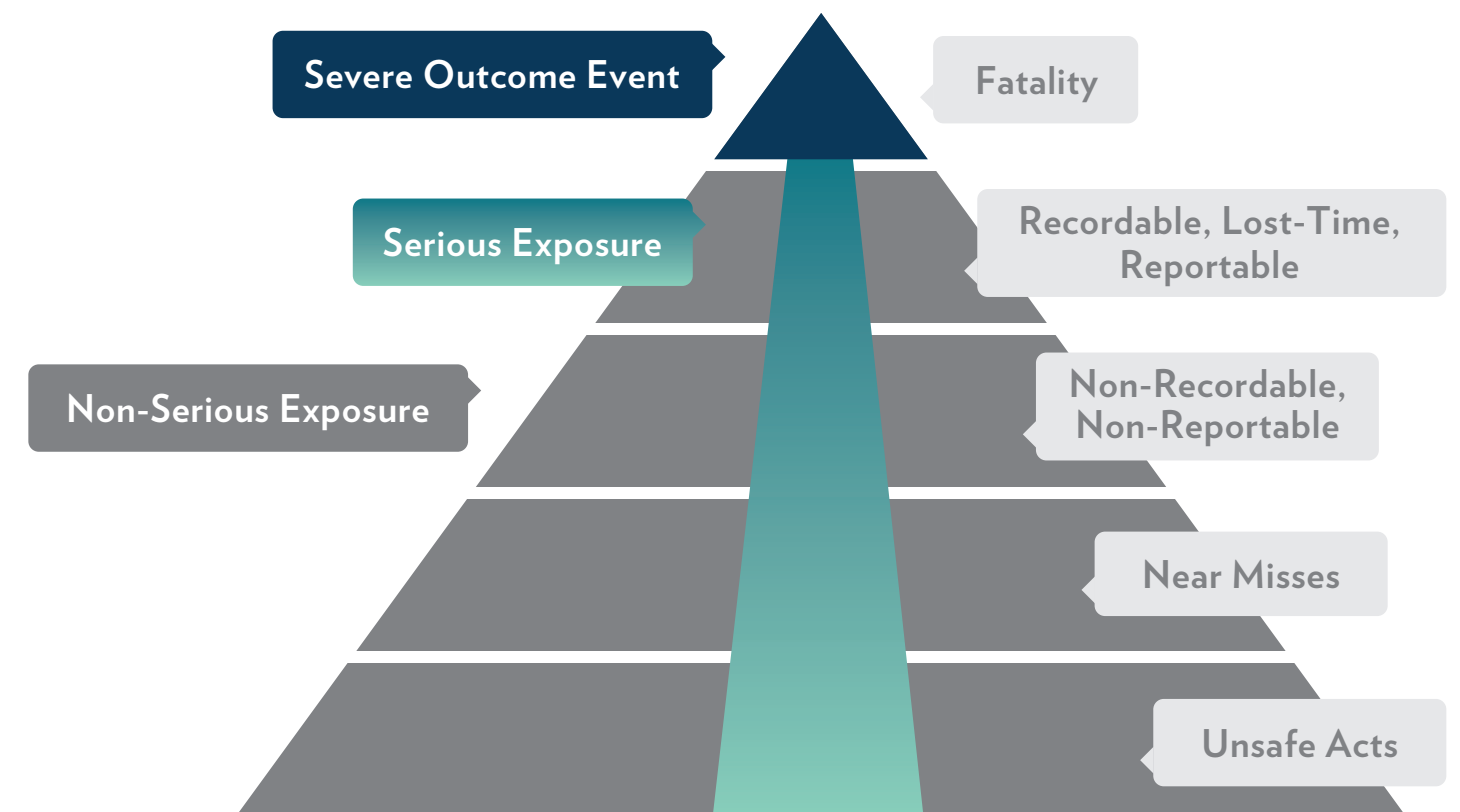 Severe Outcome Event
Fatality
Serious Exposure
Recordable, Lost-Time,
Reportable
Non-Serious Exposure
Non-Recordable,
Non-Reportable
Near Misses
Unsafe Acts